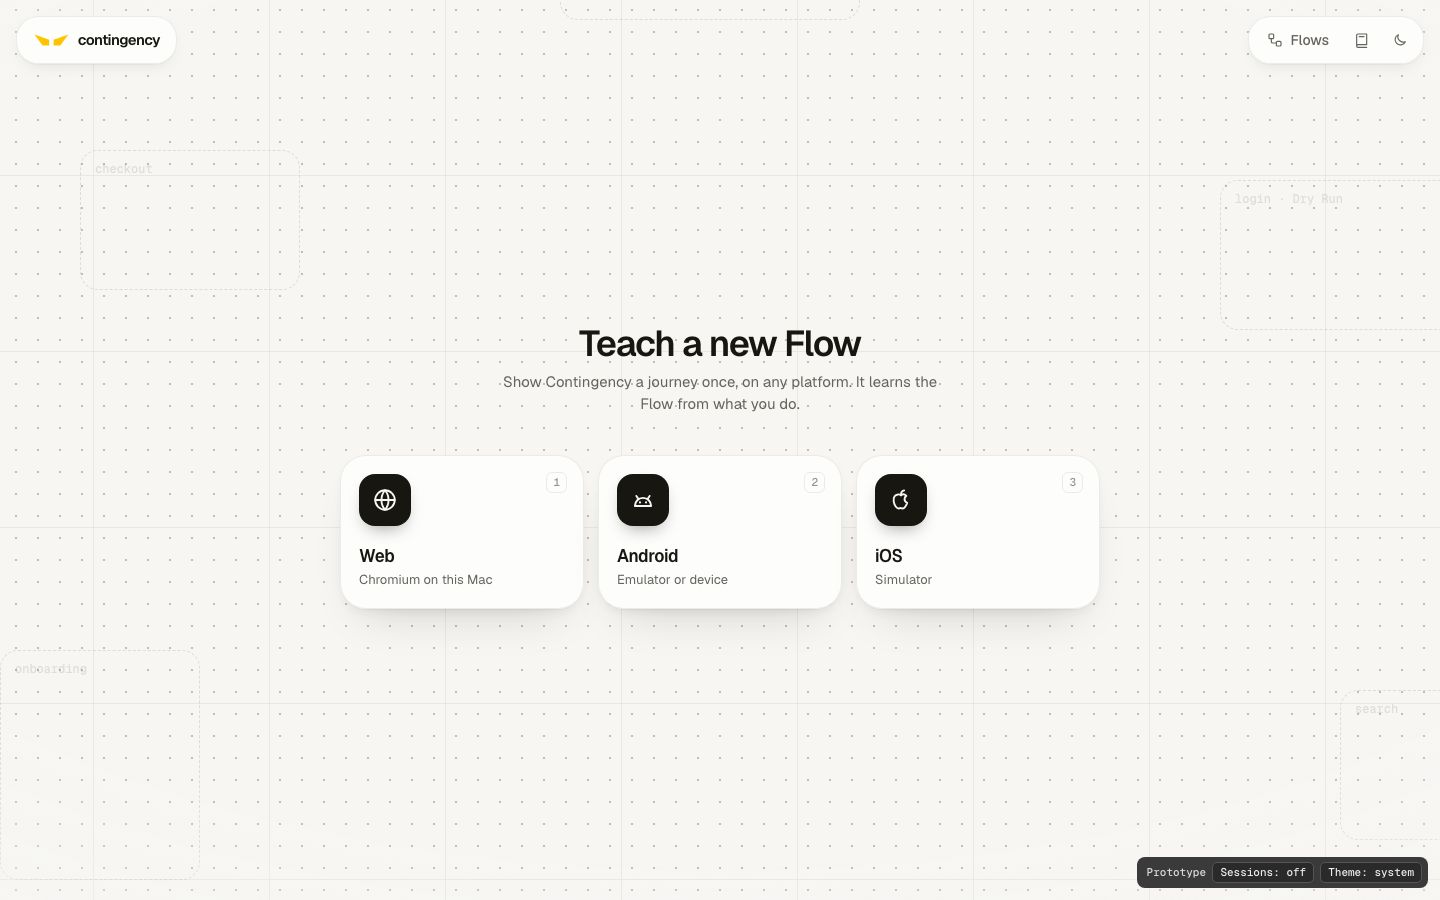 contingency
Flows
checkout
login · Dry Run
Teach a new Flow
Show Contingency a journey once, on any platform. It learns the
Flow from what you do.
1
Web
Chromium on this Mac
2
Android
Emulator or device
3
iOS
Simulator
onboarding
search
Prototype Sessions: off Theme: system